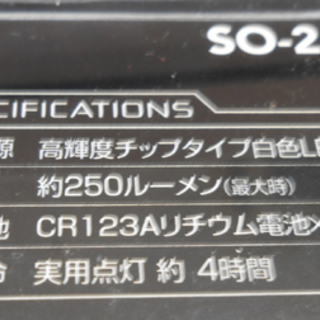 SO-2
CIFICATIONS
源 高輝度チップタイプ白色LE
約250ルーメン(最大時)
池 CR123Aリチウム電池×
命 実用点灯 約 4時間